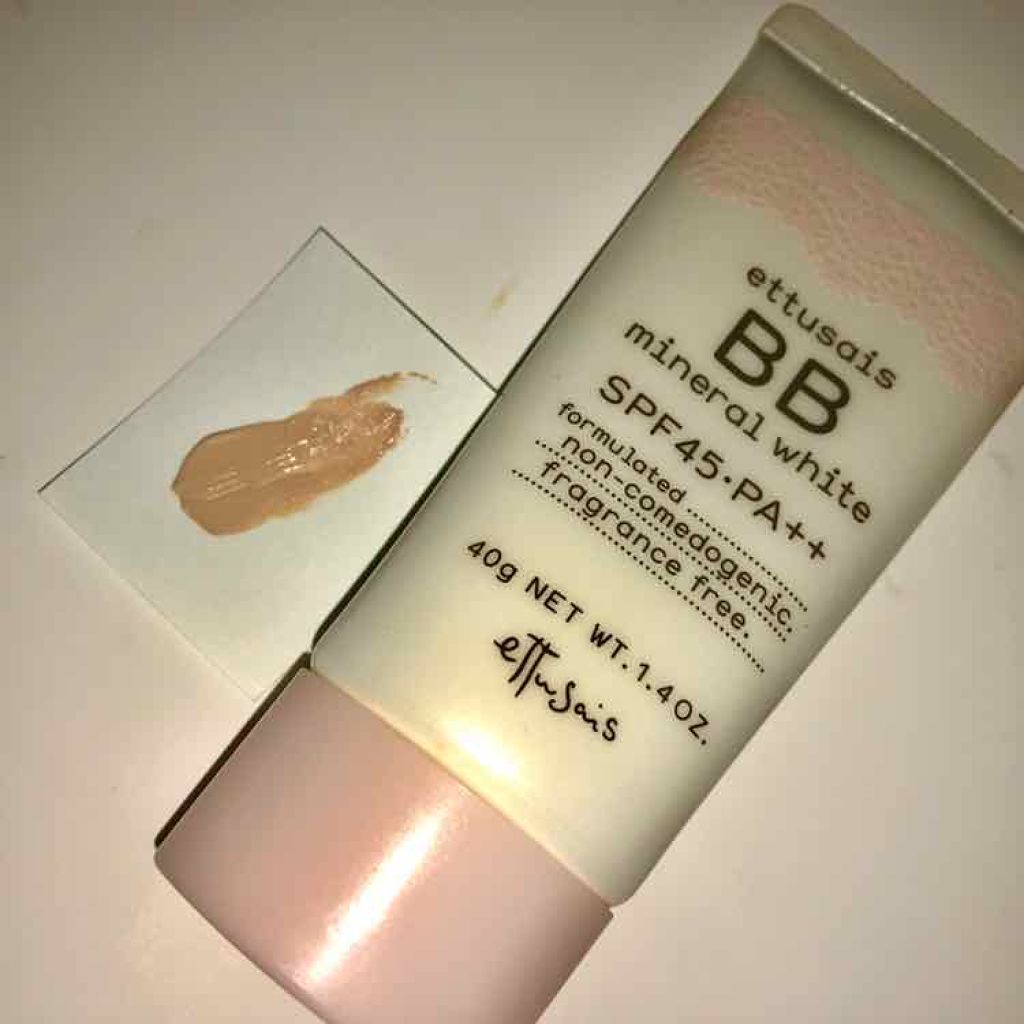 ettusais
BB
mineral white
SPF45·PA++
formulated
non-comedogenic.
fragrance free.
40g NET WT. 1.4OZ.
ettusais